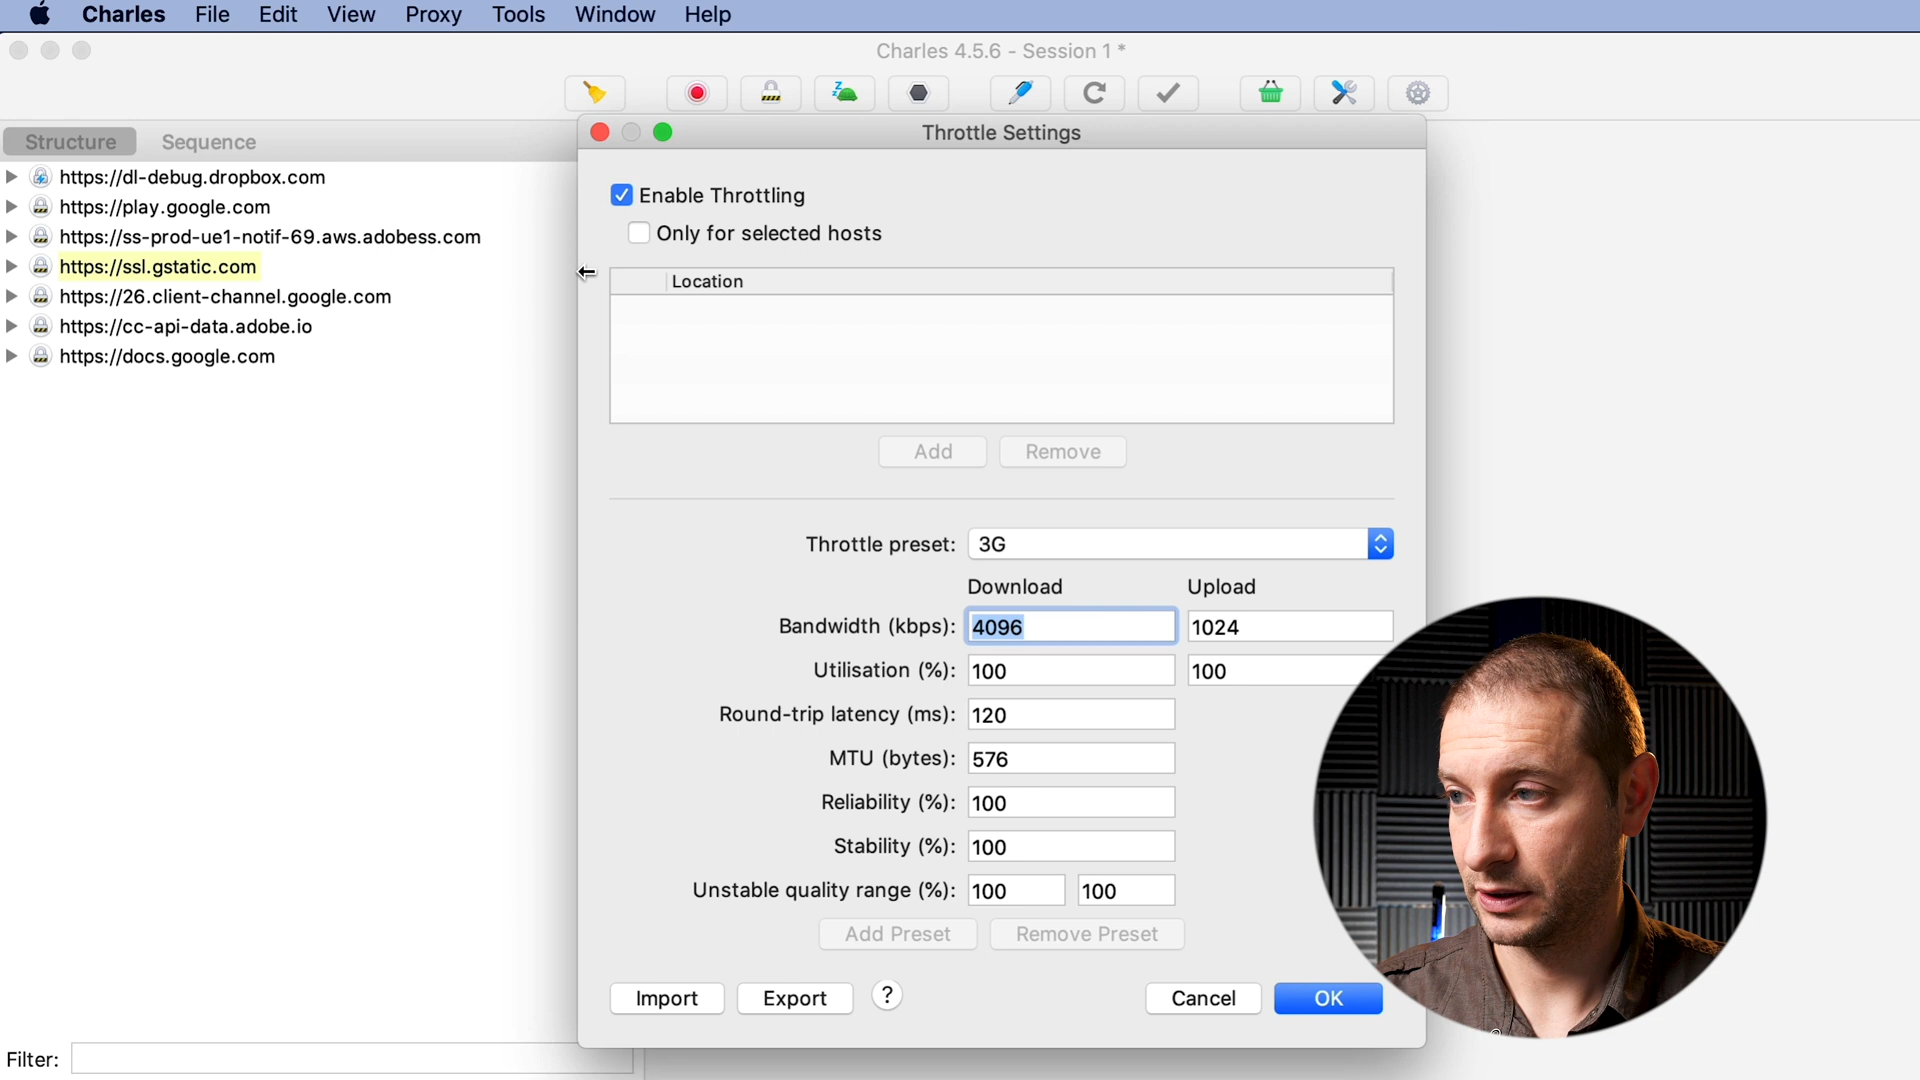 Charles File Edit View Proxy Tools Window Help
Charles 4.5.6 - Session 1 *
Structure Sequence
https://dl-debug.dropbox.com
https://play.google.com
https://ss-prod-ue1-notif-69.aws.adobess.com
https://ssl.gstatic.com
https://26.client-channel.google.com
https://cc-api-data.adobe.io
https://docs.google.com
Filter:
Throttle Settings
Enable Throttling
Only for selected hosts
Location
Add Remove
Throttle preset: 3G
Download Upload
Bandwidth (kbps): 4096 1024
Utilisation (%): 100 100
Round-trip latency (ms): 120
MTU (bytes): 576
Reliability (%): 100
Stability (%): 100
Unstable quality range (%): 100 100
Add Preset Remove Preset
Import Export ? Cancel OK